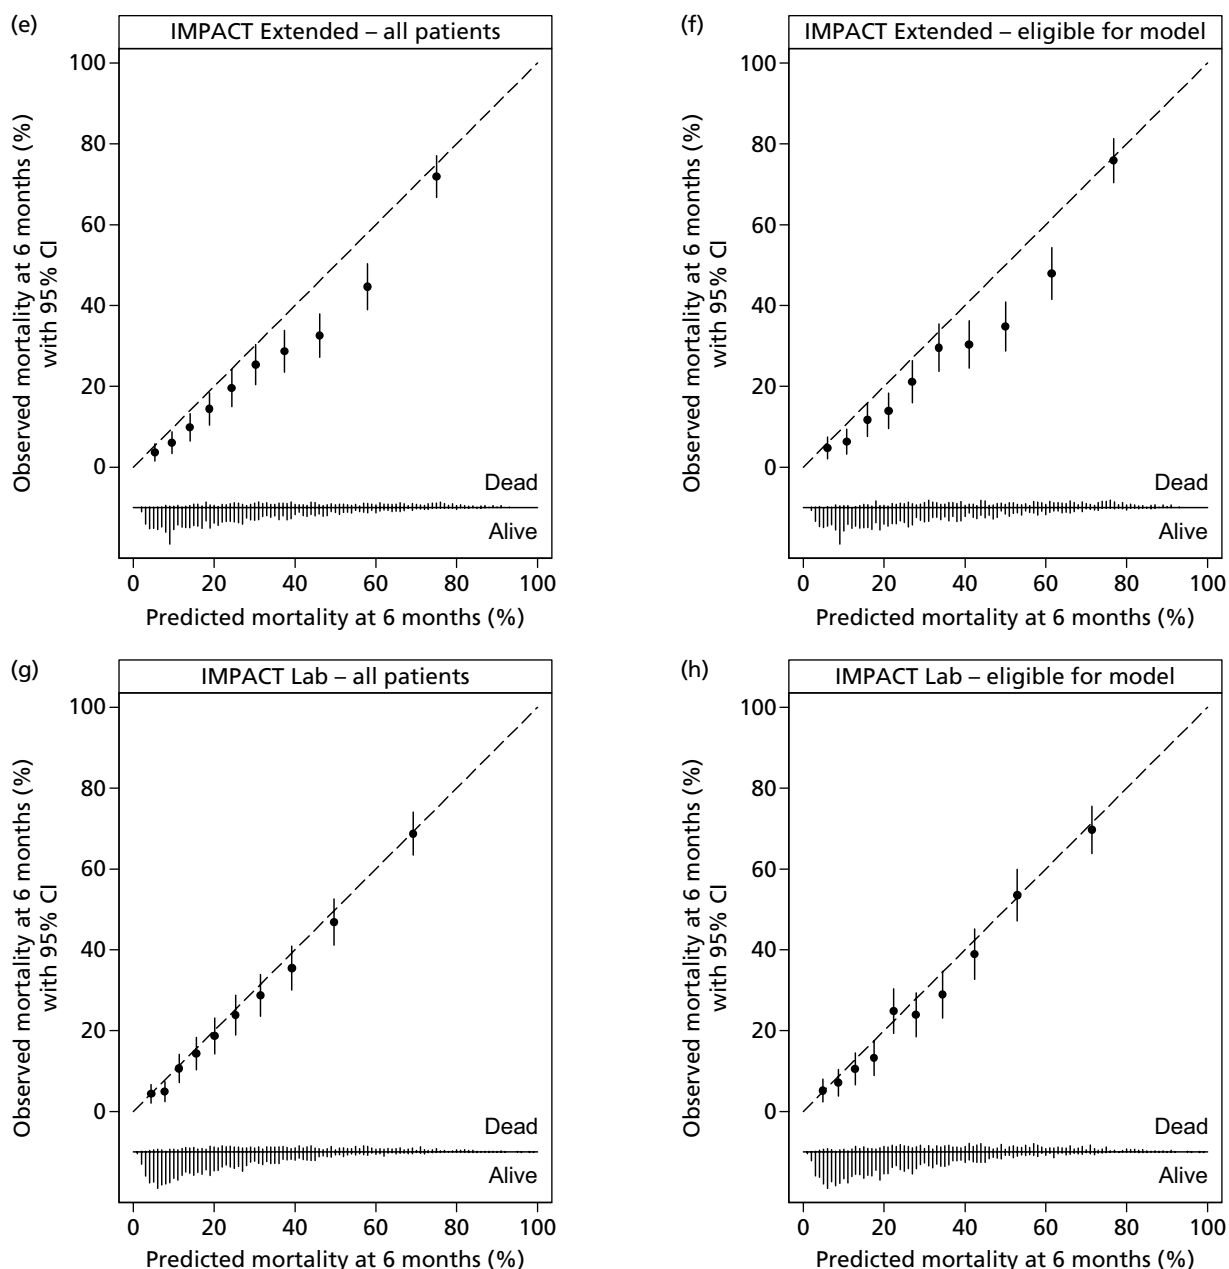 (e)
IMPACT Extended – all patients
Observed mortality at 6 months (%)
with 95% CI
100
80
60
40
20
0
Dead
Alive
0 20 40 60 80 100
Predicted mortality at 6 months (%)
(f)
IMPACT Extended – eligible for model
Observed mortality at 6 months (%)
with 95% CI
100
80
60
40
20
0
Dead
Alive
0 20 40 60 80 100
Predicted mortality at 6 months (%)
(g)
IMPACT Lab – all patients
Observed mortality at 6 months (%)
with 95% CI
100
80
60
40
20
0
Dead
Alive
0 20 40 60 80 100
Predicted mortality at 6 months (%)
(h)
IMPACT Lab – eligible for model
Observed mortality at 6 months (%)
with 95% CI
100
80
60
40
20
0
Dead
Alive
0 20 40 60 80 100
Predicted mortality at 6 months (%)